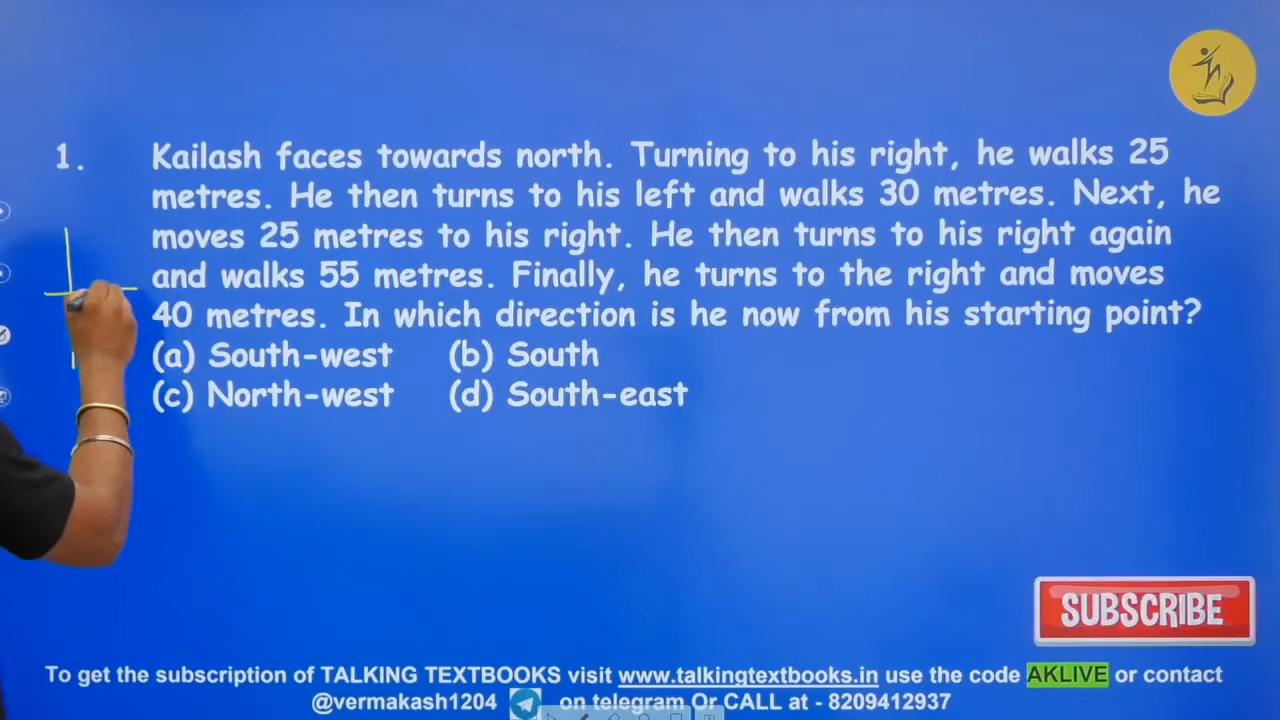 1. Kailash faces towards north. Turning to his right, he walks 25
metres. He then turns to his left and walks 30 metres. Next, he
moves 25 metres to his right. He then turns to his right again
and walks 55 metres. Finally, he turns to the right and moves
40 metres. In which direction is he now from his starting point?
(a) South-west (b) South
(c) North-west (d) South-east
SUBSCRIBE
To get the subscription of TALKING TEXTBOOKS visit www.talkingtextbooks.in use the code AKLIVE or contact
@vermakash1204 on telegram Or CALL at - 8209412937